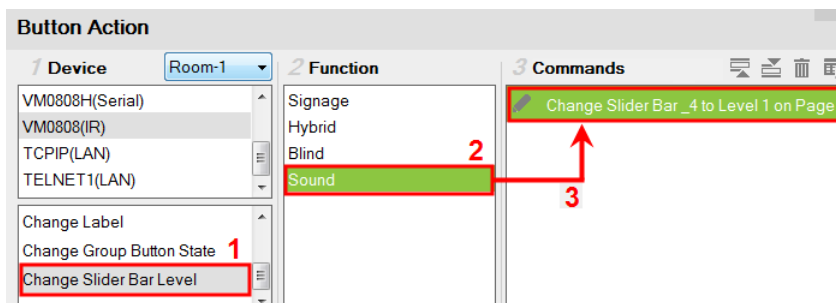 Button Action
1 Device
Room-1
2 Function
3 Commands
VM0808H(Serial)
VM0808(IR)
TCPIP(LAN)
TELNET1(LAN)
Change Label
Change Group Button State 1
Change Slider Bar Level
Signage
Hybrid
Blind
2
Sound
Change Slider Bar _4 to Level 1 on Page
3